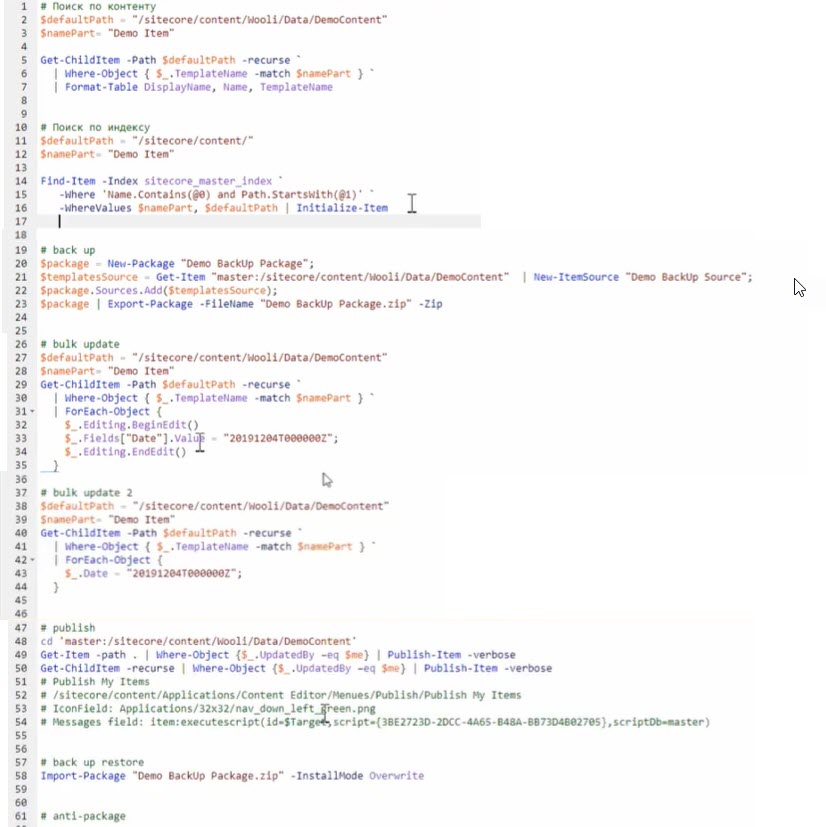 1 # Поиск по контенту
2 $defaultPath = "/sitecore/content/Wooli/Data/DemoContent"
3 $namePart= "Demo Item"
4
5 Get-ChildItem -Path $defaultPath -recurse `
6 | Where-Object { $_.TemplateName -match $namePart } `
7 | Format-Table DisplayName, Name, TemplateName
8
9
10 # Поиск по индексу
11 $defaultPath = "/sitecore/content/"
12 $namePart= "Demo Item"
13
14 Find-Item -Index sitecore_master_index `
15 -Where 'Name.Contains(@0) and Path.StartsWith(@1)' `
16 -WhereValues $namePart, $defaultPath | Initialize-Item
17
18
19 # back up
20 $package = New-Package "Demo BackUp Package";
21 $templatesSource = Get-Item "master:/sitecore/content/Wooli/Data/DemoContent" | New-ItemSource "Demo BackUp Source";
22 $package.Sources.Add($templatesSource);
23 $package | Export-Package -FileName "Demo BackUp Package.zip" -Zip
24
25
26 # bulk update
27 $defaultPath = "/sitecore/content/Wooli/Data/DemoContent"
28 $namePart= "Demo Item"
29 Get-ChildItem -Path $defaultPath -recurse `
30 | Where-Object { $_.TemplateName -match $namePart } `
31 | ForEach-Object {
32 $_.Editing.BeginEdit()
33 $_.Fields["Date"].Value = "20191204T000000Z";
34 $_.Editing.EndEdit()
35 }
36
37 # bulk update 2
38 $defaultPath = "/sitecore/content/Wooli/Data/DemoContent"
39 $namePart= "Demo Item"
40 Get-ChildItem -Path $defaultPath -recurse `
41 | Where-Object { $_.TemplateName -match $namePart } `
42 | ForEach-Object {
43 $_.Date = "20191204T000000Z";
44 }
45
46
47 # publish
48 cd 'master:/sitecore/content/Wooli/Data/DemoContent'
49 Get-Item -path . | Where-Object {$_.UpdatedBy –eq $me} | Publish-Item -verbose
50 Get-ChildItem -recurse | Where-Object {$_.UpdatedBy –eq $me} | Publish-Item -verbose
51 # Publish My Items
52 # /sitecore/content/Applications/Content Editor/Menues/Publish/Publish My Items
53 # IconField: Applications/32x32/nav_down_left_green.png
54 # Messages field: item:executescript(id=$Target,script={3BE2723D-2DCC-4A65-B48A-BB73D4B02705},scriptDb=master)
55
56
57 # back up restore
58 Import-Package "Demo BackUp Package.zip" -InstallMode Overwrite
59
60
61 # anti-package